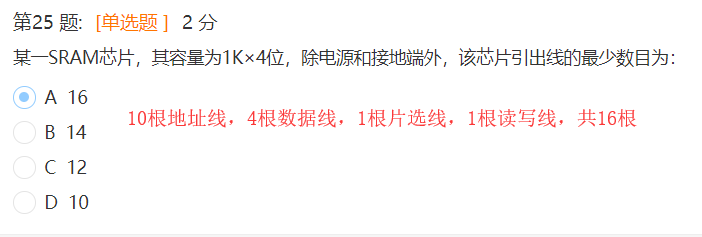 第25 题: [单选题 ] 2 分
某一SRAM芯片，其容量为1K×4位，除电源和接地端外，该芯片引出线的最少数目为：
A 16
10根地址线，4根数据线，1根片选线，1根读写线，共16根
B 14
C 12
D 10